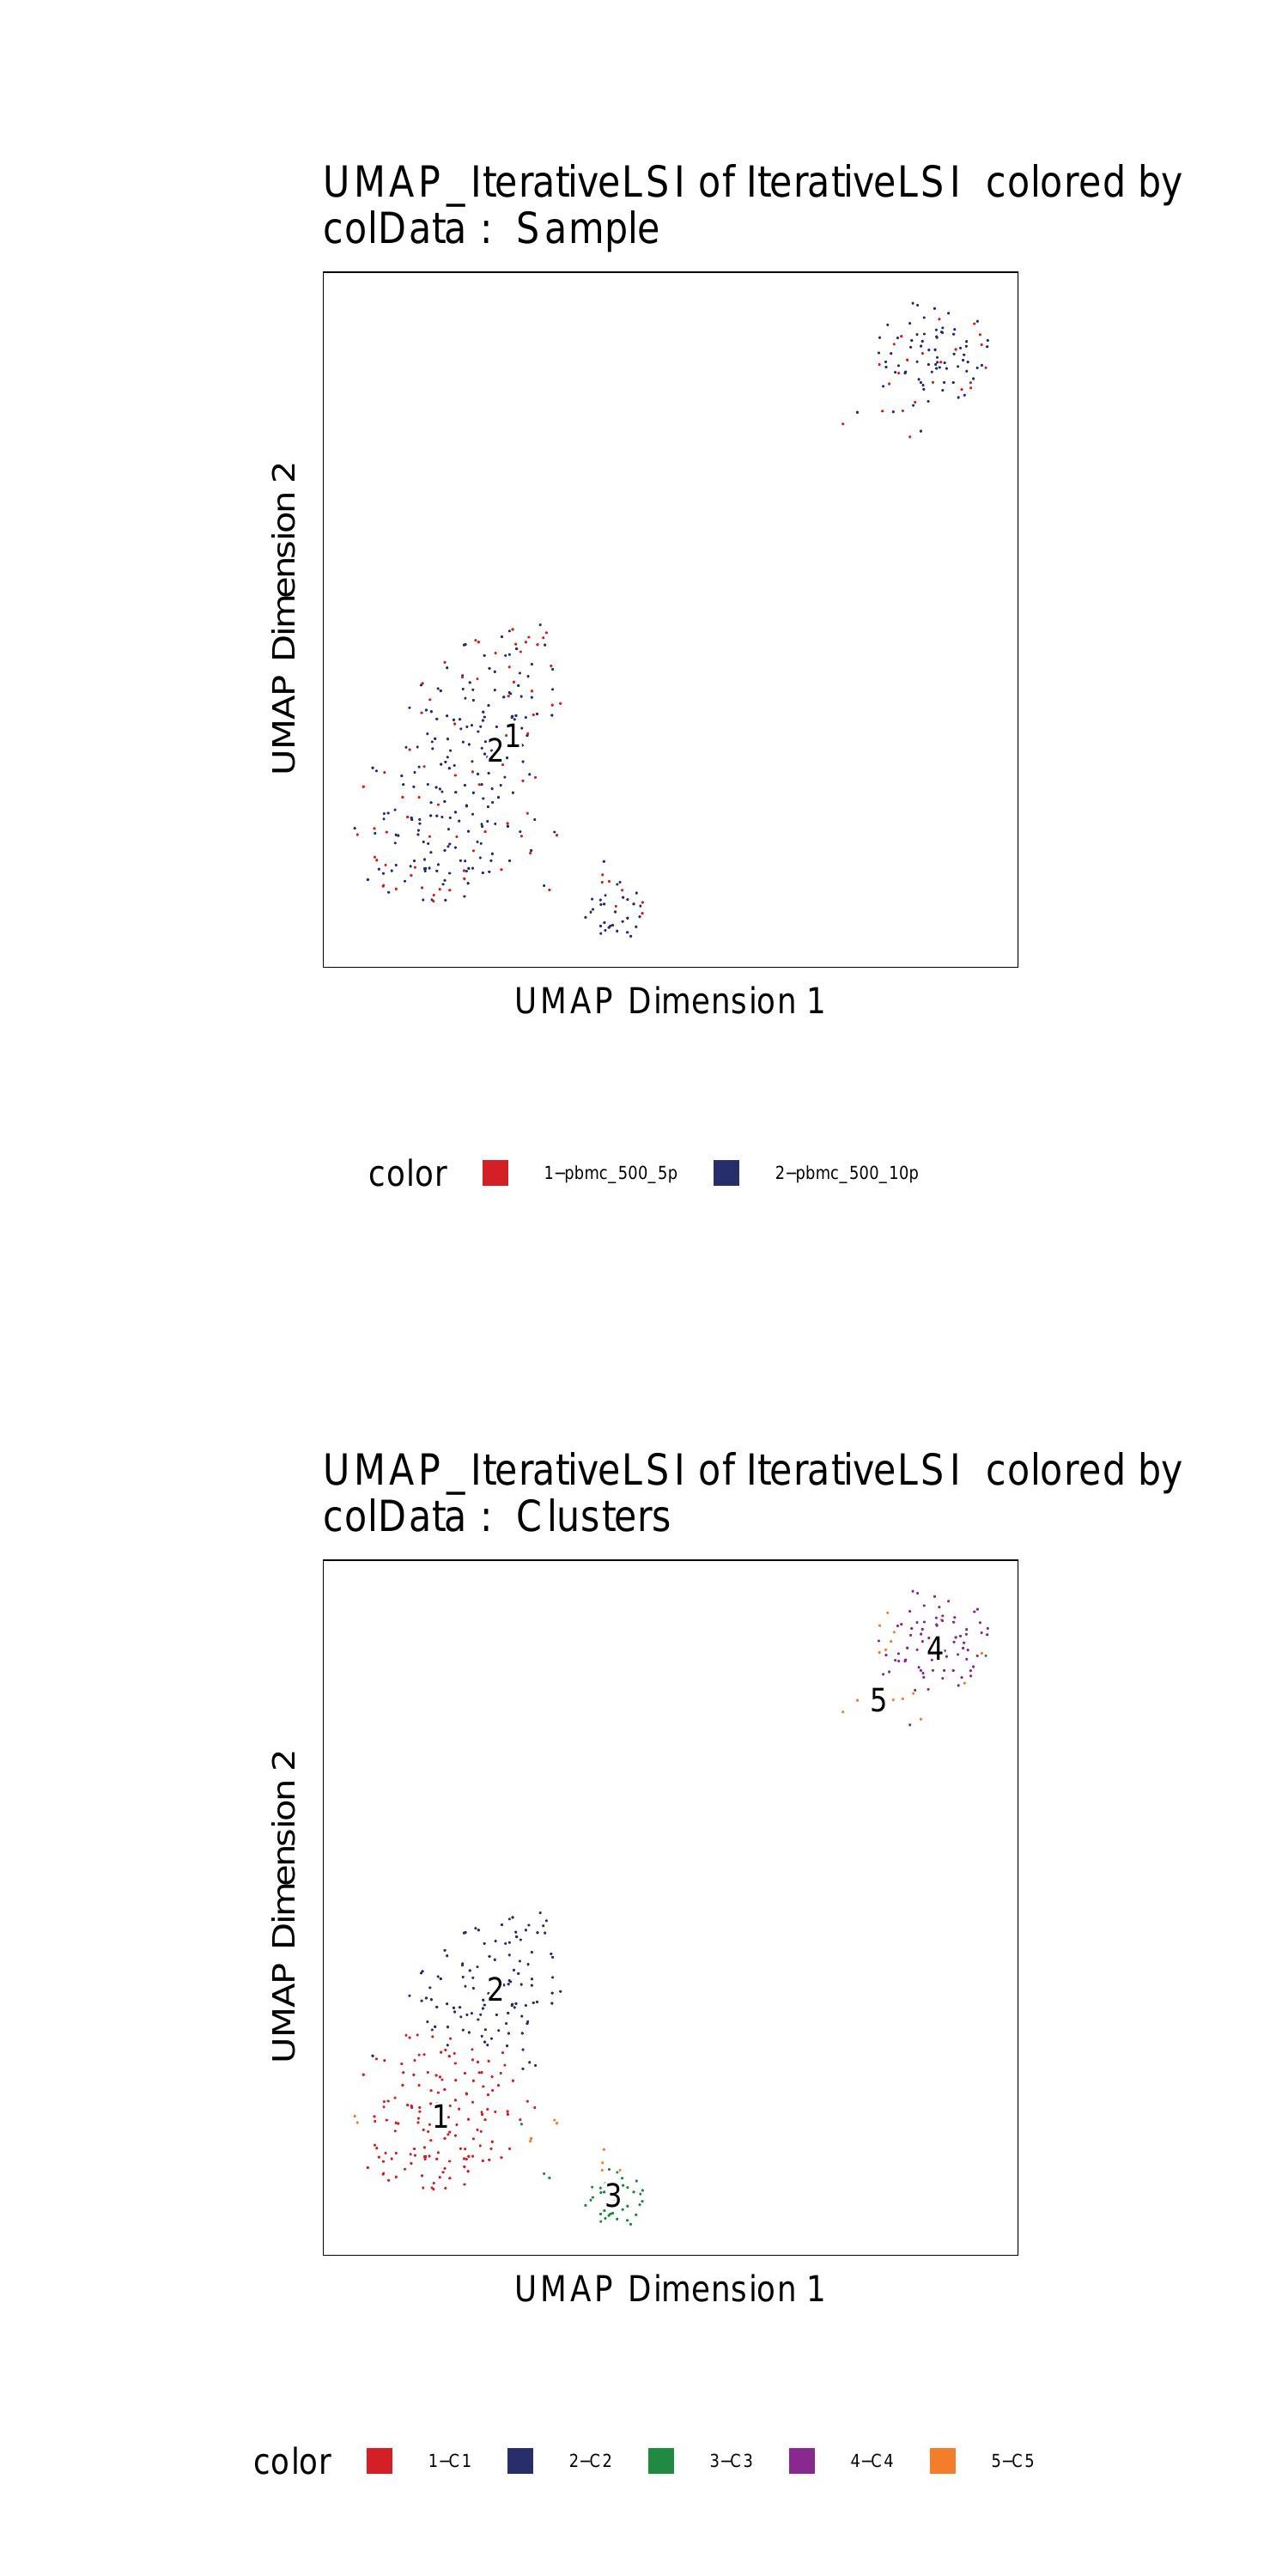 UMAP_IterativeLSI of IterativeLSI colored by
colData : Sample
UMAP Dimension 2
1
2
UMAP Dimension 1
color 1−pbmc_500_5p 2−pbmc_500_10p
UMAP_IterativeLSI of IterativeLSI colored by
colData : Clusters
UMAP Dimension 2
4
5
2
1
3
UMAP Dimension 1
color 1−C1 2−C2 3−C3 4−C4 5−C5